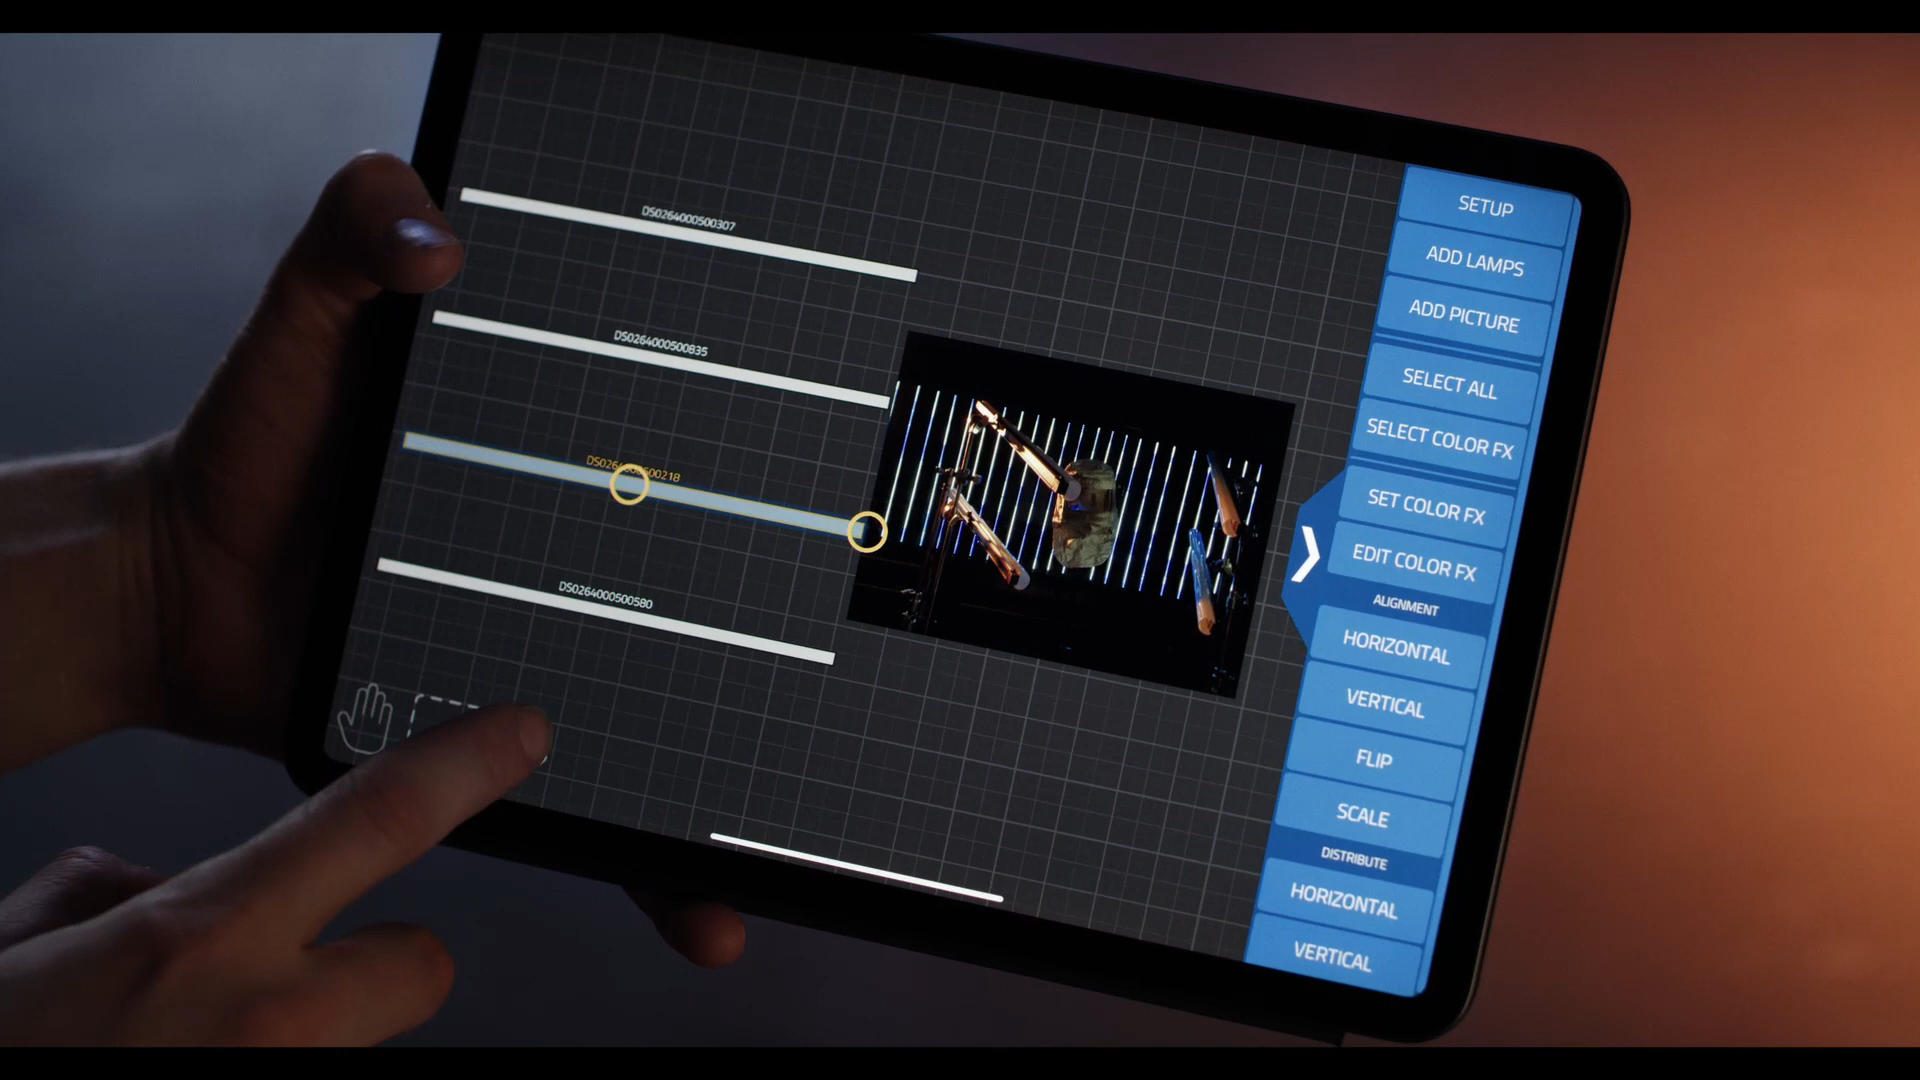 DS0264000500307
DS0264000500835
DS0264000500580
SETUP
ADD LAMPS
ADD PICTURE
SELECT ALL
SELECT COLOR FX
SET COLOR FX
EDIT COLOR FX
ALIGNMENT
HORIZONTAL
VERTICAL
FLIP
SCALE
DISTRIBUTE
HORIZONTAL
VERTICAL